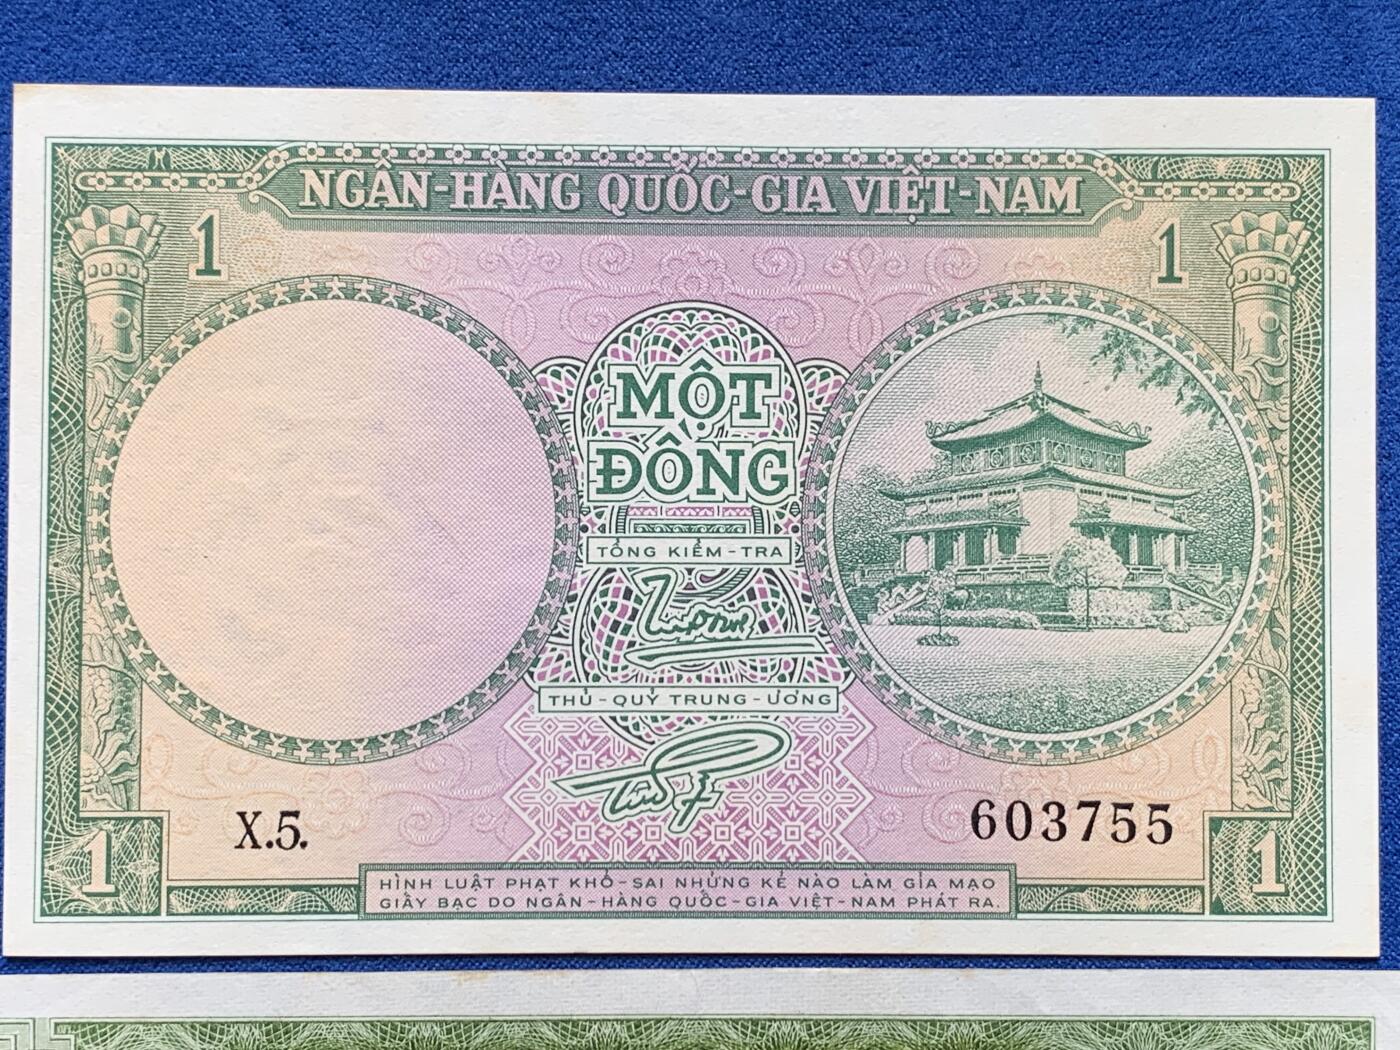 NGÂN-HÀNG QUỐC-GIA VIỆT-NAM
1
1
MỘT
ĐỒNG
TỔNG KIỂM-TRA
THỦ-QUỸ TRUNG-ƯƠNG
X.5.
603755
1
1
HÌNH LUẬT PHẠT KHỔ-SAI NHỮNG KẺ NÀO LÀM GIẢ MẠO
GIẤY BẠC DO NGÂN-HÀNG QUỐC-GIA VIỆT-NAM PHÁT RA.